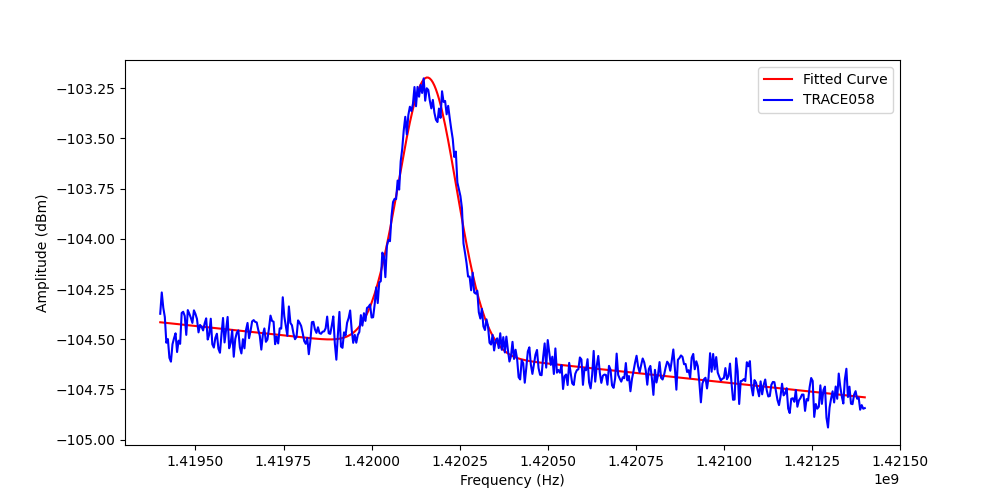 Fitted Curve
TRACE058
Amplitude (dBm)
−103.25
−103.50
−103.75
−104.00
−104.25
−104.50
−104.75
−105.00
1.41950 1.41975 1.42000 1.42025 1.42050 1.42075 1.42100 1.42125 1.42150
1e9
Frequency (Hz)